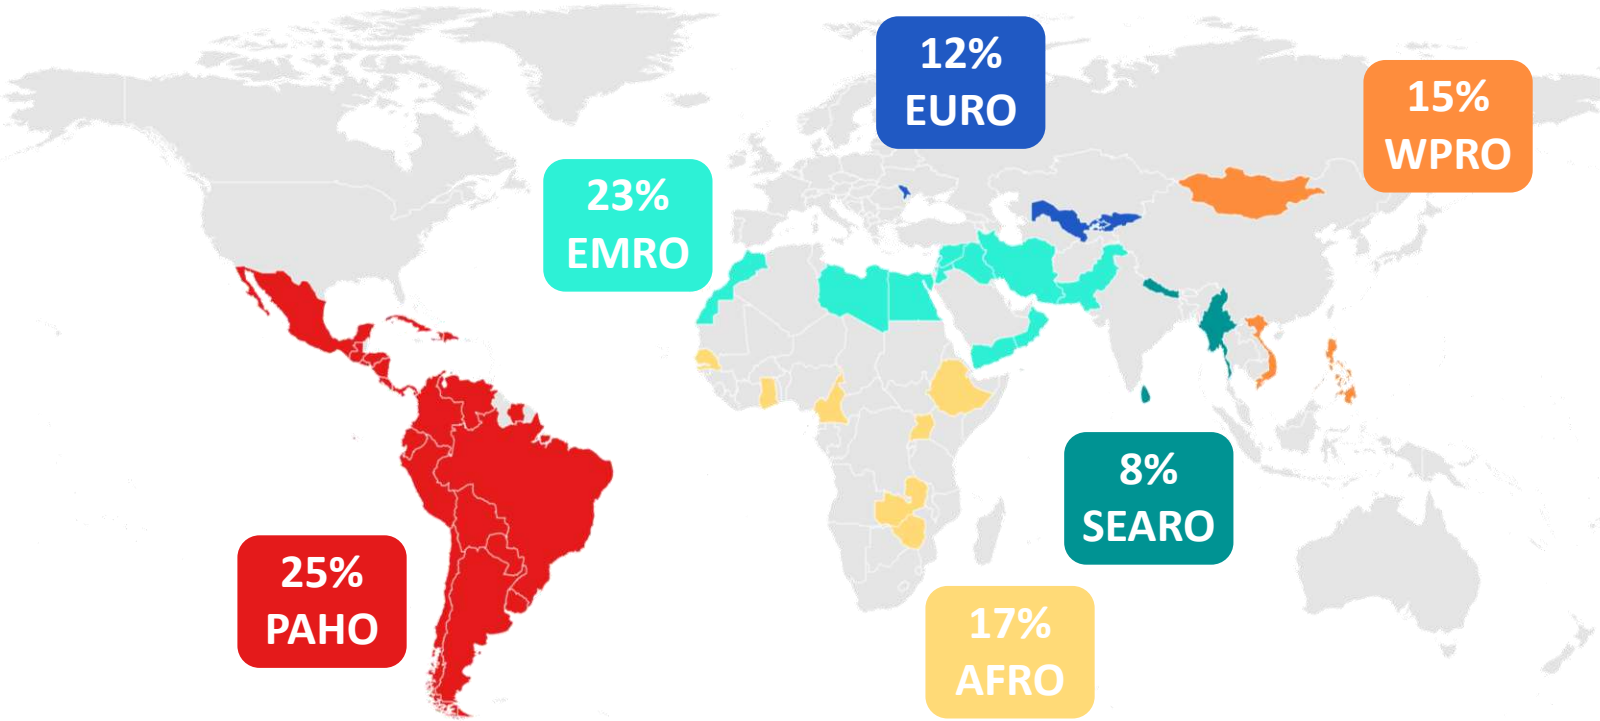 12%
EURO
15%
WPRO
23%
EMRO
8%
SEARO
25%
PAHO
17%
AFRO